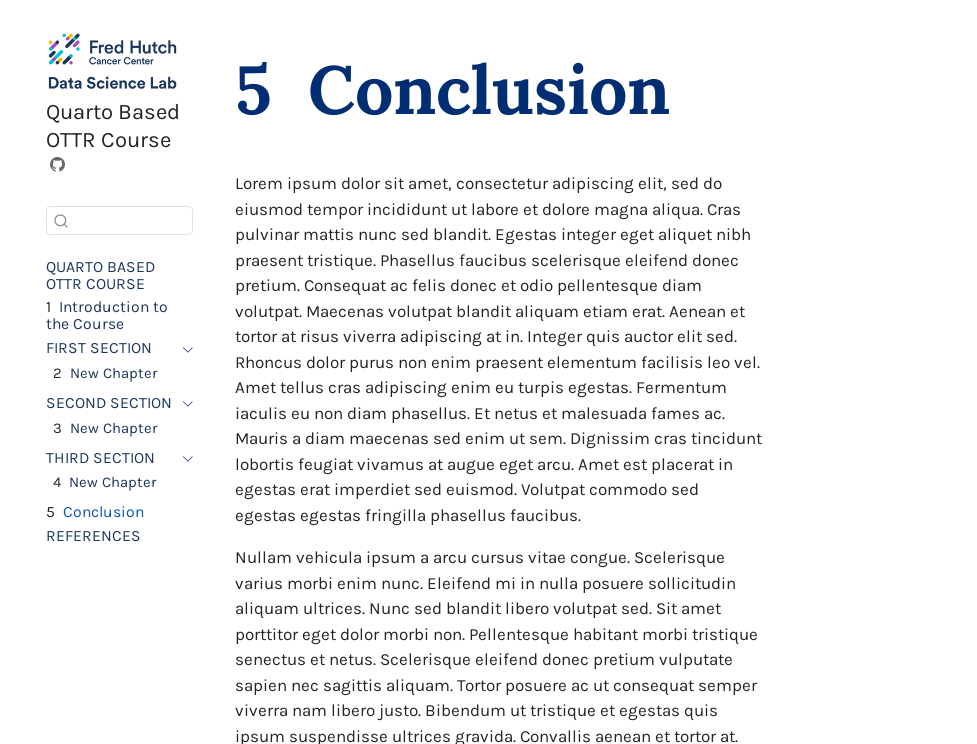 Fred Hutch
Cancer Center
Data Science Lab
Quarto Based
OTTR Course
QUARTO BASED
OTTR COURSE
1 Introduction to
the Course
FIRST SECTION
2 New Chapter
SECOND SECTION
3 New Chapter
THIRD SECTION
4 New Chapter
5 Conclusion
REFERENCES
5 Conclusion
Lorem ipsum dolor sit amet, consectetur adipiscing elit, sed do
eiusmod tempor incididunt ut labore et dolore magna aliqua. Cras
pulvinar mattis nunc sed blandit. Egestas integer eget aliquet nibh
praesent tristique. Phasellus faucibus scelerisque eleifend donec
pretium. Consequat ac felis donec et odio pellentesque diam
volutpat. Maecenas volutpat blandit aliquam etiam erat. Aenean et
tortor at risus viverra adipiscing at in. Integer quis auctor elit sed.
Rhoncus dolor purus non enim praesent elementum facilisis leo vel.
Amet tellus cras adipiscing enim eu turpis egestas. Fermentum
iaculis eu non diam phasellus. Et netus et malesuada fames ac.
Mauris a diam maecenas sed enim ut sem. Dignissim cras tincidunt
lobortis feugiat vivamus at augue eget arcu. Amet est placerat in
egestas erat imperdiet sed euismod. Volutpat commodo sed
egestas egestas fringilla phasellus faucibus.
Nullam vehicula ipsum a arcu cursus vitae congue. Scelerisque
varius morbi enim nunc. Eleifend mi in nulla posuere sollicitudin
aliquam ultrices. Nunc sed blandit libero volutpat sed. Sit amet
porttitor eget dolor morbi non. Pellentesque habitant morbi tristique
senectus et netus. Scelerisque eleifend donec pretium vulputate
sapien nec sagittis aliquam. Tortor posuere ac ut consequat semper
viverra nam libero justo. Bibendum ut tristique et egestas quis
ipsum suspendisse ultrices gravida. Convallis aenean et tortor at.